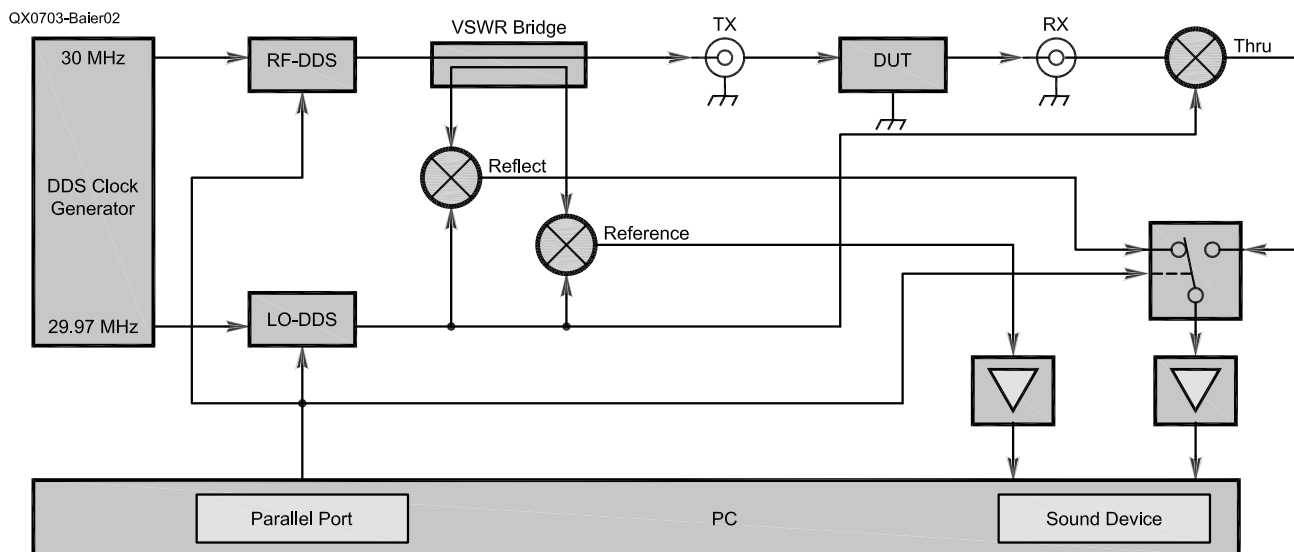 QX0703-Baier02
VSWR Bridge
TX
RX
30 MHz
RF-DDS
DUT
Thru
DDS Clock
Generator
Reflect
Reference
29.97 MHz
LO-DDS
Parallel Port
PC
Sound Device